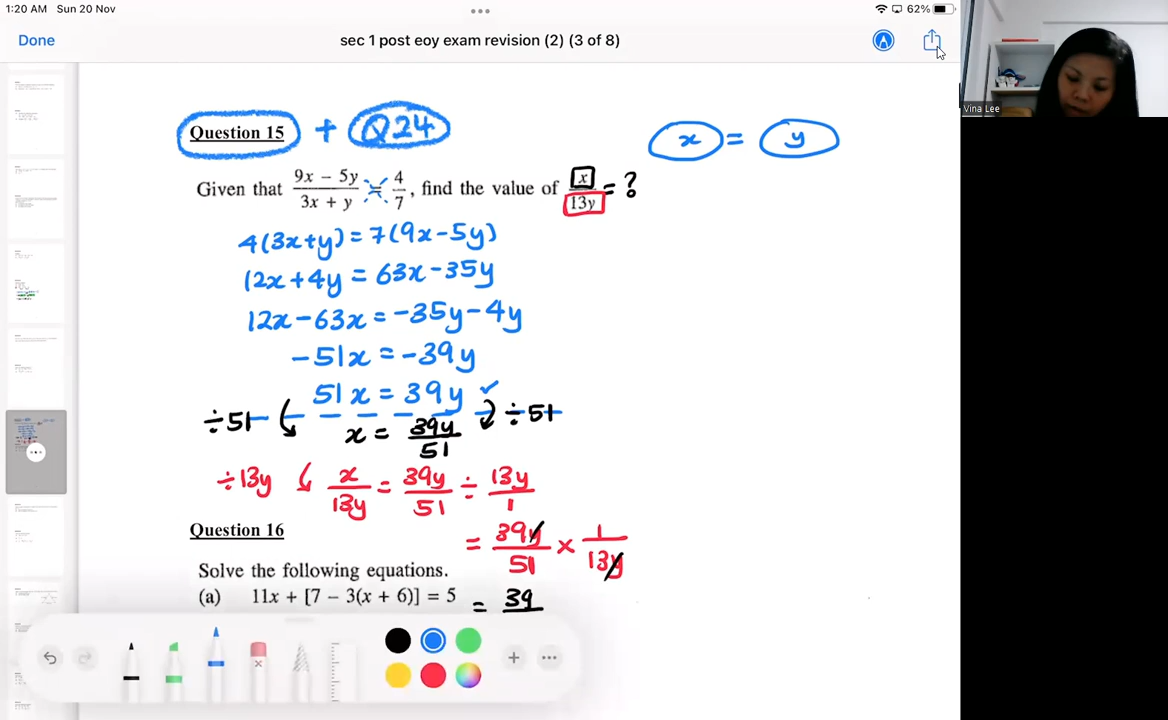 1:20 AM Sun 20 Nov
62%
Done
sec 1 post eoy exam revision (2) (3 of 8)
Vina Lee
Question 15 + Q24
x = y
Given that (9x − 5y)/(3x + y) = 4/7, find the value of x/13y = ?
4(3x+y) = 7(9x-5y)
12x+4y = 63x-35y
12x-63x = -35y-4y
-51x = -39y
51x = 39y ✓
÷51 x = 39y/51 ÷51
÷13y x/13y = 39y/51 ÷ 13y/1
= 39y/51 × 1/13y
= 39
Question 16
Solve the following equations.
(a) 11x + [7 − 3(x + 6)] = 5